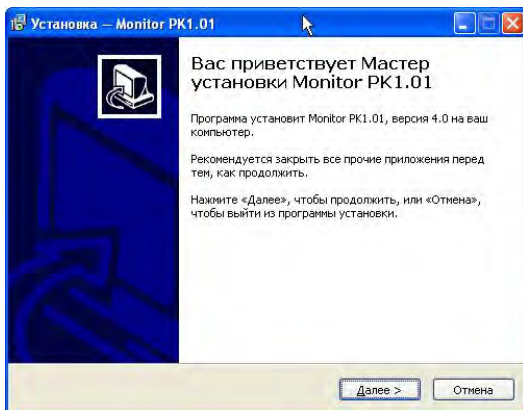 Установка — Monitor PK1.01
Вас приветствует Мастер
установки Monitor PK1.01
Программа установит Monitor PK1.01, версия 4.0 на ваш
компьютер.
Рекомендуется закрыть все прочие приложения перед
тем, как продолжить.
Нажмите «Далее», чтобы продолжить, или «Отмена»,
чтобы выйти из программы установки.
Далее >
Отмена